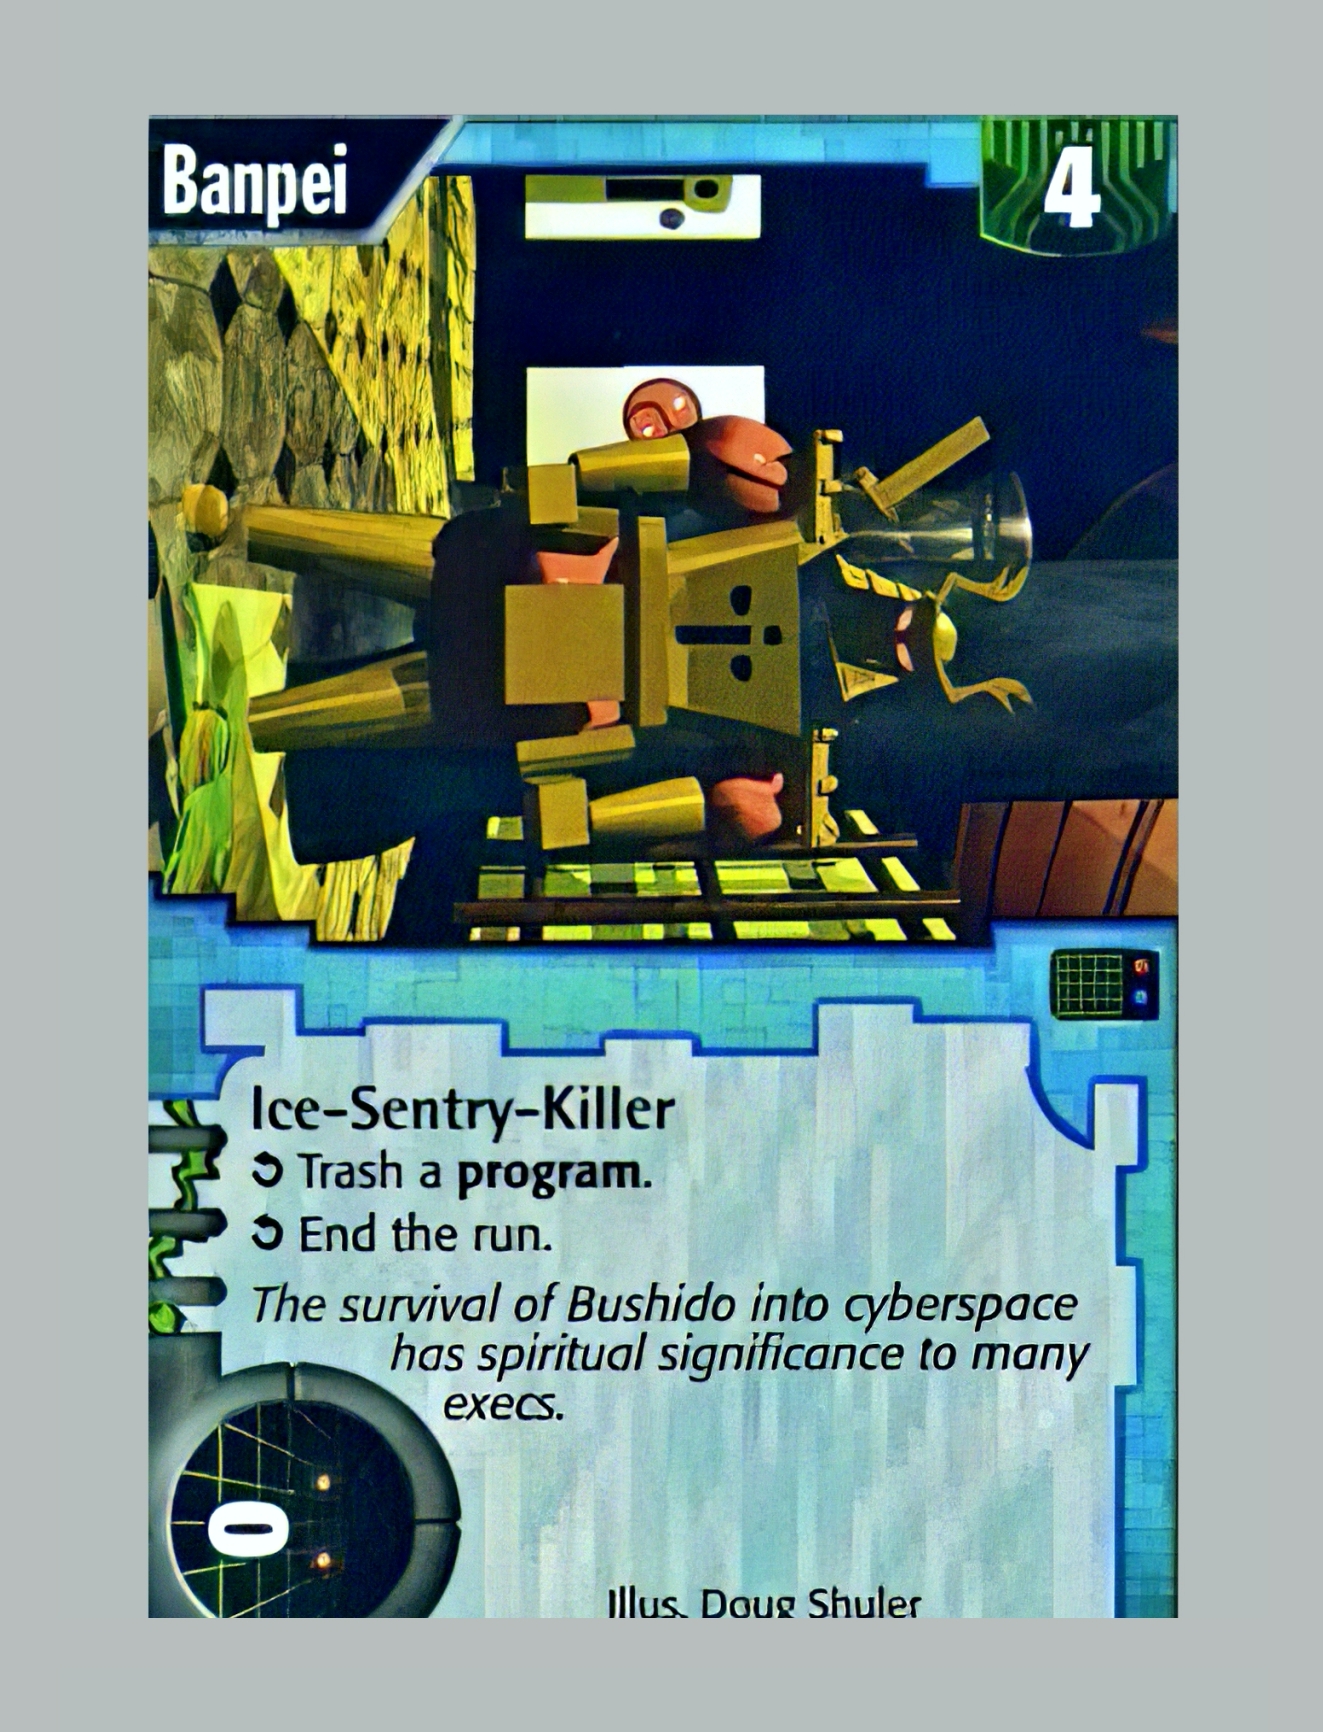 Banpei
4
Ice-Sentry-Killer
Trash a program.
End the run.
The survival of Bushido into cyberspace
has spiritual significance to many
execs.
0
Illus. Doug Shuler